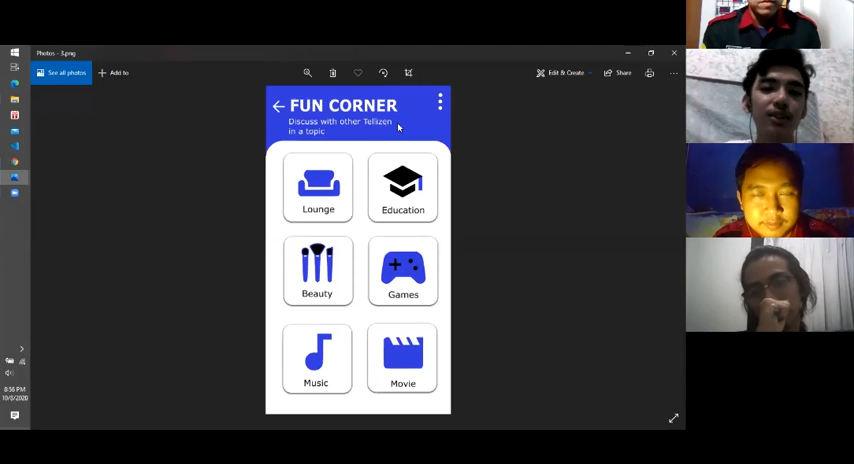 Photos - 3.png
See all photos
Add to
Edit & Create
Share
FUN CORNER
Discuss with other Tellizen
in a topic
Lounge
Education
Beauty
Games
Music
Movie
8:56 PM
10/8/2020